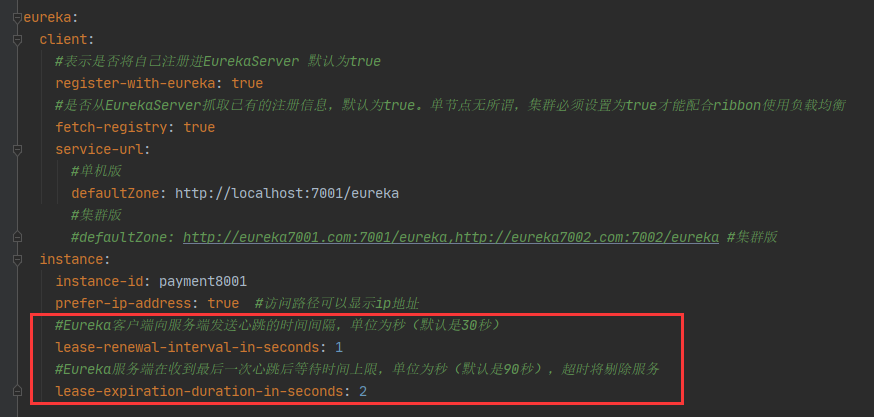 eureka:
client:
#表示是否将自己注册进EurekaServer 默认为true
register-with-eureka: true
#是否从EurekaServer抓取已有的注册信息，默认为true。单节点无所谓，集群必须设置为true才能配合ribbon使用负载均衡
fetch-registry: true
service-url:
#单机版
defaultZone: http://localhost:7001/eureka
#集群版
#defaultZone: http://eureka7001.com:7001/eureka,http://eureka7002.com:7002/eureka #集群版
instance:
instance-id: payment8001
prefer-ip-address: true #访问路径可以显示ip地址
#Eureka客户端向服务端发送心跳的时间间隔，单位为秒（默认是30秒）
lease-renewal-interval-in-seconds: 1
#Eureka服务端在收到最后一次心跳后等待时间上限，单位为秒（默认是90秒），超时将剔除服务
lease-expiration-duration-in-seconds: 2